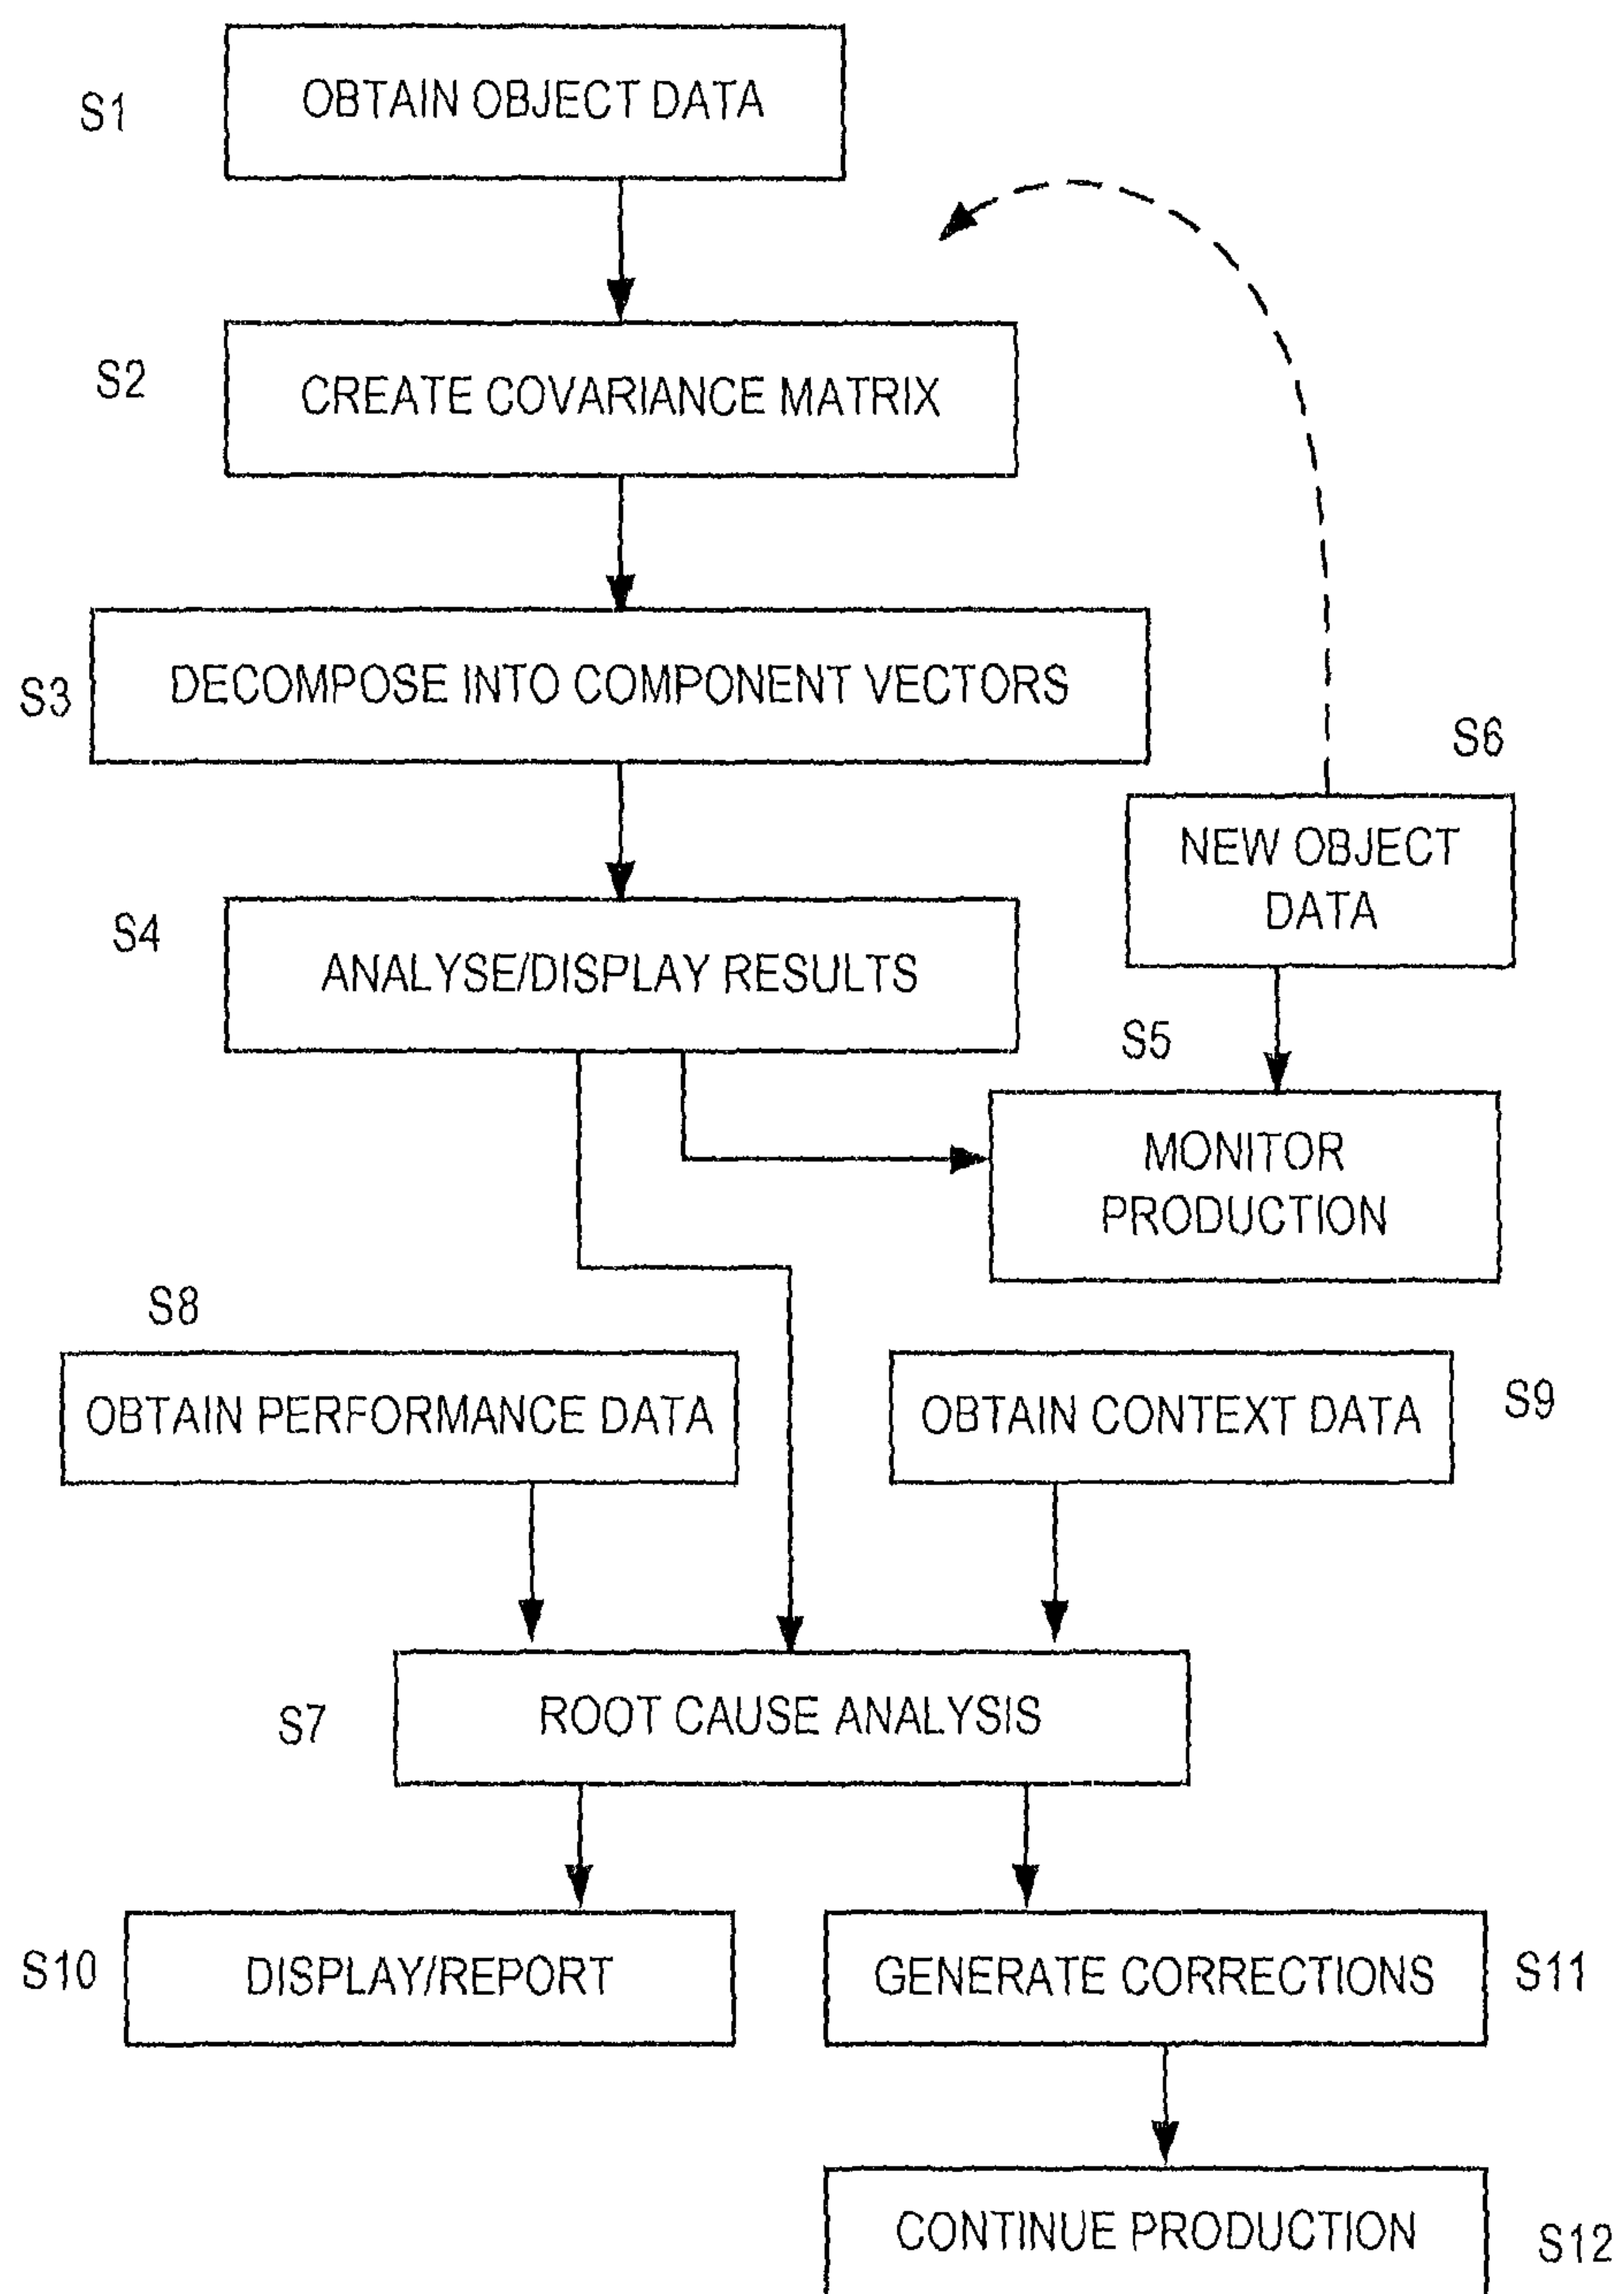 S1
OBTAIN OBJECT DATA
S2
CREATE COVARIANCE MATRIX
S3
DECOMPOSE INTO COMPONENT VECTORS
S6
NEW OBJECT
DATA
S4
ANALYSE/DISPLAY RESULTS
S5
MONITOR
PRODUCTION
S8
OBTAIN PERFORMANCE DATA
OBTAIN CONTEXT DATA
S9
S7
ROOT CAUSE ANALYSIS
S10
DISPLAY/REPORT
GENERATE CORRECTIONS
S11
CONTINUE PRODUCTION
S12